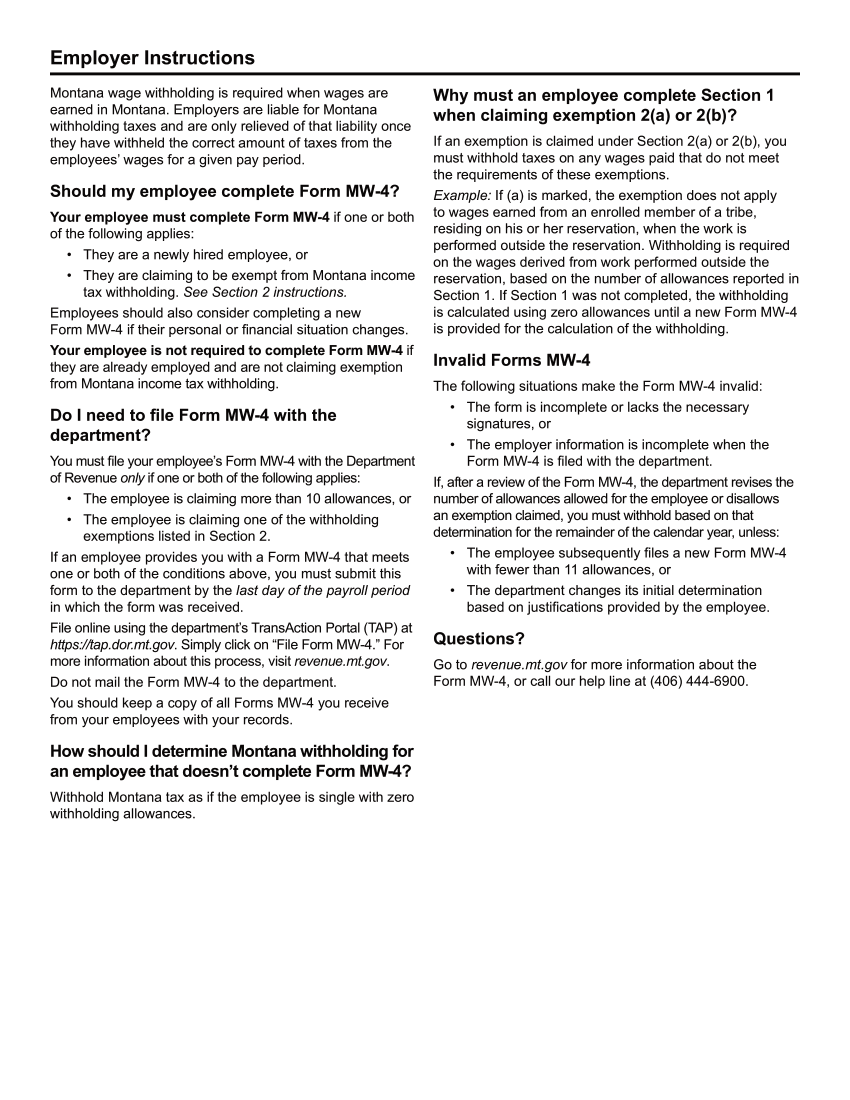 Employer Instructions
Montana wage withholding is required when wages are
earned in Montana. Employers are liable for Montana
withholding taxes and are only relieved of that liability once
they have withheld the correct amount of taxes from the
employees’ wages for a given pay period.
Should my employee complete Form MW-4?
Your employee must complete Form MW-4 if one or both
of the following applies:
• They are a newly hired employee, or
• They are claiming to be exempt from Montana income
tax withholding. See Section 2 instructions.
Employees should also consider completing a new
Form MW-4 if their personal or financial situation changes.
Your employee is not required to complete Form MW-4 if
they are already employed and are not claiming exemption
from Montana income tax withholding.
Do I need to file Form MW-4 with the
department?
You must file your employee’s Form MW-4 with the Department
of Revenue only if one or both of the following applies:
• The employee is claiming more than 10 allowances, or
• The employee is claiming one of the withholding
exemptions listed in Section 2.
If an employee provides you with a Form MW-4 that meets
one or both of the conditions above, you must submit this
form to the department by the last day of the payroll period
in which the form was received.
File online using the department’s TransAction Portal (TAP) at
https://tap.dor.mt.gov. Simply click on “File Form MW-4.” For
more information about this process, visit revenue.mt.gov.
Do not mail the Form MW-4 to the department.
You should keep a copy of all Forms MW-4 you receive
from your employees with your records.
How should I determine Montana withholding for
an employee that doesn’t complete Form MW-4?
Withhold Montana tax as if the employee is single with zero
withholding allowances.
Why must an employee complete Section 1
when claiming exemption 2(a) or 2(b)?
If an exemption is claimed under Section 2(a) or 2(b), you
must withhold taxes on any wages paid that do not meet
the requirements of these exemptions.
Example: If (a) is marked, the exemption does not apply
to wages earned from an enrolled member of a tribe,
residing on his or her reservation, when the work is
performed outside the reservation. Withholding is required
on the wages derived from work performed outside the
reservation, based on the number of allowances reported in
Section 1. If Section 1 was not completed, the withholding
is calculated using zero allowances until a new Form MW-4
is provided for the calculation of the withholding.
Invalid Forms MW-4
The following situations make the Form MW-4 invalid:
• The form is incomplete or lacks the necessary
signatures, or
• The employer information is incomplete when the
Form MW-4 is filed with the department.
If, after a review of the Form MW-4, the department revises the
number of allowances allowed for the employee or disallows
an exemption claimed, you must withhold based on that
determination for the remainder of the calendar year, unless:
• The employee subsequently files a new Form MW-4
with fewer than 11 allowances, or
• The department changes its initial determination
based on justifications provided by the employee.
Questions?
Go to revenue.mt.gov for more information about the
Form MW-4, or call our help line at (406) 444-6900.